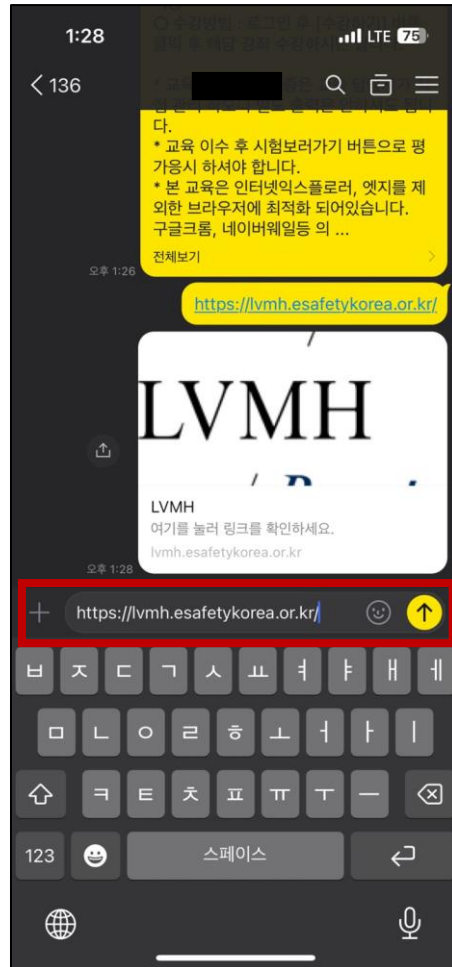 1:28
LTE 75
136
다.
* 교육 이수 후 시험보러가기 버튼으로 평
가응시 하셔야 합니다.
* 본 교육은 인터넷익스플로러, 엣지를 제
외한 브라우저에 최적화 되어있습니다.
구글크롬, 네이버웨일등 의 ...
전체보기
오후 1:26
https://lvmh.esafetykorea.or.kr/
LVMH
LVMH
여기를 눌러 링크를 확인하세요.
lvmh.esafetykorea.or.kr
오후 1:28
https://lvmh.esafetykorea.or.kr/
ㅂ ㅈ ㄷ ㄱ ㅅ ㅛ ㅕ ㅑ ㅐ ㅔ
ㅁ ㄴ ㅇ ㄹ ㅎ ㅗ ㅓ ㅏ ㅣ
ㅋ ㅌ ㅊ ㅍ ㅠ ㅜ ㅡ
123 스페이스